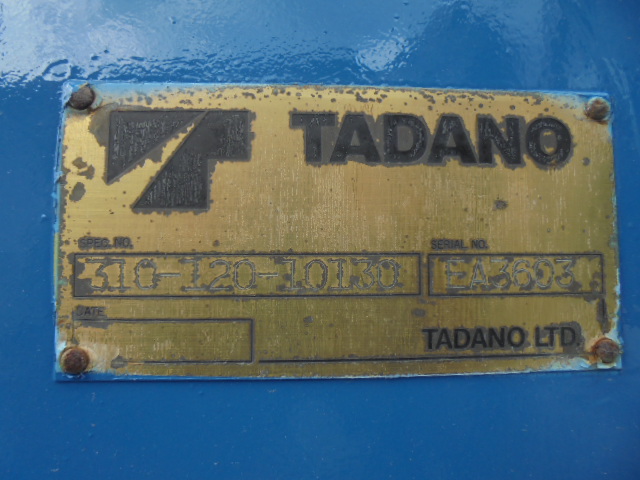 TADANO
SPEC. NO. SERIAL NO.
310-120-10130 EA3603
DATE
TADANO LTD.